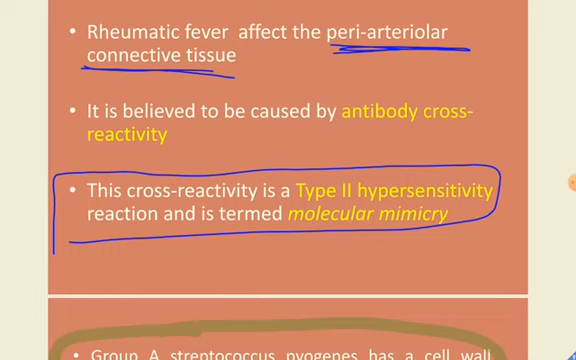 • Rheumatic fever affect the peri-arteriolar
connective tissue
• It is believed to be caused by antibody cross-
reactivity
• This cross-reactivity is a Type II hypersensitivity
reaction and is termed molecular mimicry
• Group A streptococcus pyogenes has a cell wall